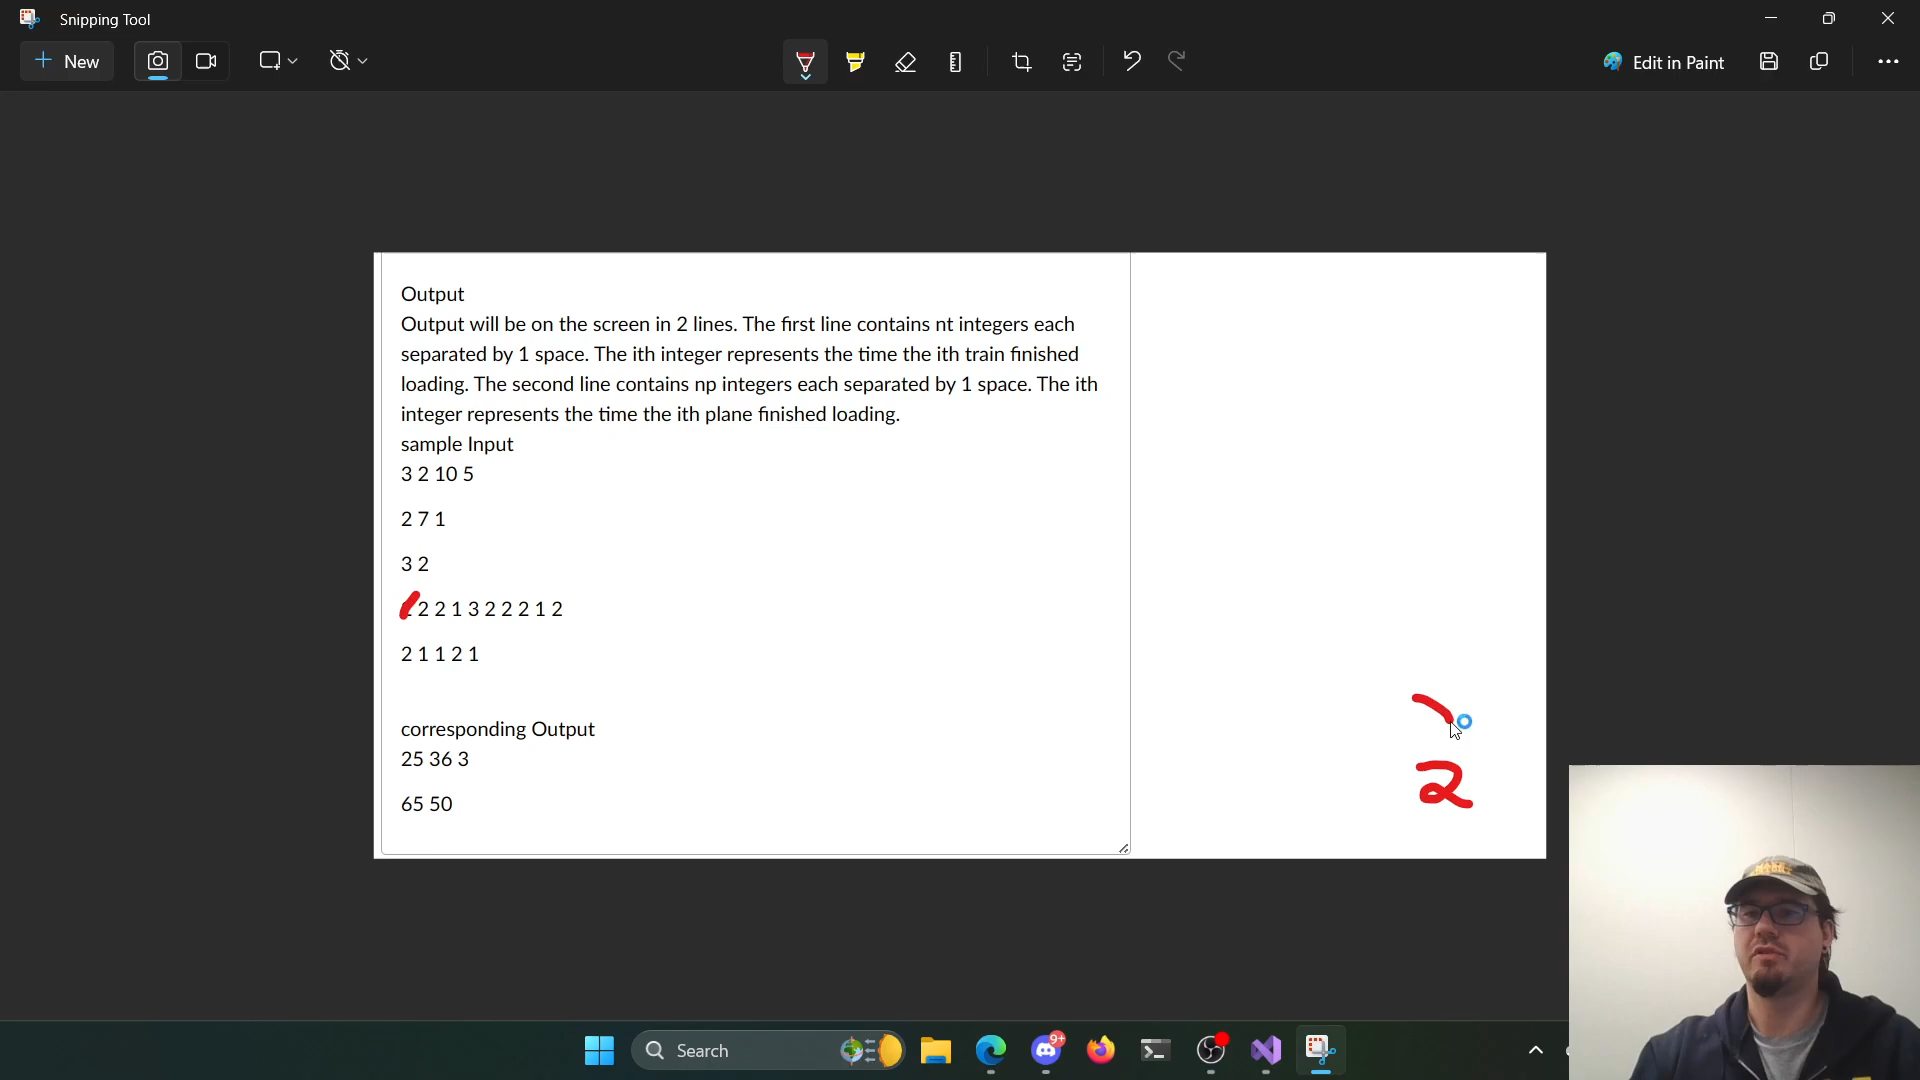 Snipping Tool
New
Edit in Paint
Output
Output will be on the screen in 2 lines. The first line contains nt integers each
separated by 1 space. The ith integer represents the time the ith train finished
loading. The second line contains np integers each separated by 1 space. The ith
integer represents the time the ith plane finished loading.
sample Input
3 2 10 5
2 7 1
3 2
2 2 1 3 2 2 2 1 2
2 1 1 2 1
corresponding Output
25 36 3
65 50
2
Search
9+